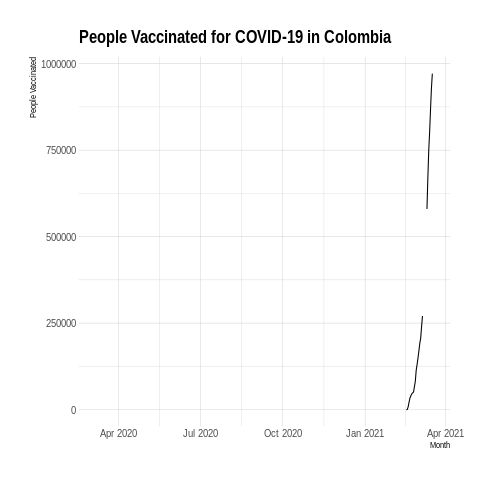 People Vaccinated for COVID-19 in Colombia
People Vaccinated
1000000
750000
500000
250000
0
Apr 2020
Jul 2020
Oct 2020
Jan 2021
Apr 2021
Month